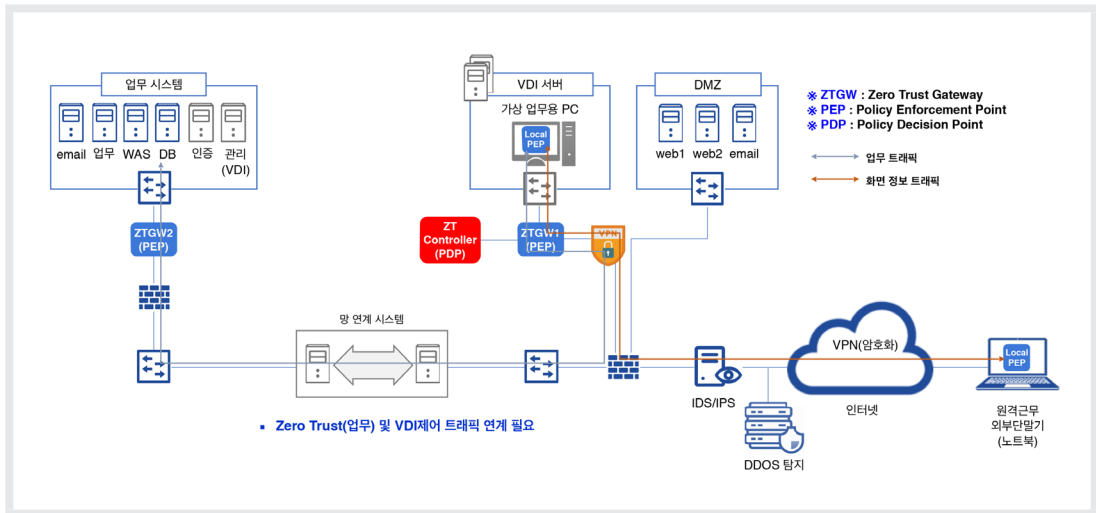 업무 시스템
email 업무 WAS DB 인증 관리
(VDI)
VDI 서버
가상 업무용 PC
Local
PEP
DMZ
web1 web2 email
※ ZTGW : Zero Trust Gateway
※ PEP : Policy Enforcement Point
※ PDP : Policy Decision Point
업무 트래픽
화면 정보 트래픽
ZTGW2
(PEP)
ZT
Controller
(PDP)
ZTGW1
(PEP)
VPN
망 연계 시스템
VPN(암호화)
Local
PEP
IDS/IPS
인터넷
원격근무
외부단말기
(노트북)
DDOS 탐지
▪ Zero Trust(업무) 및 VDI제어 트래픽 연계 필요